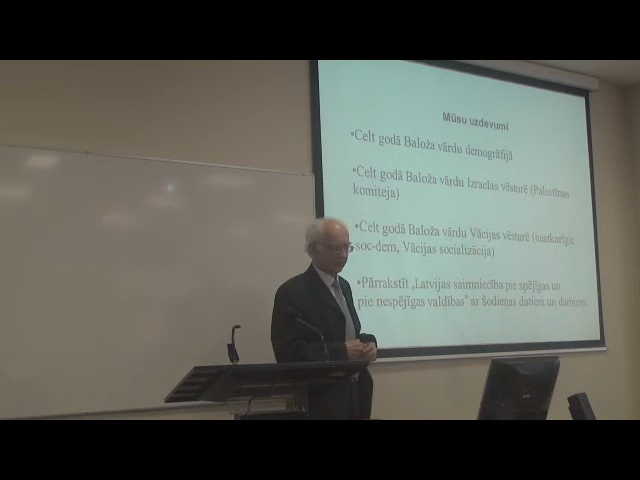 Mūsu uzdevumi
•Celt godā Baloža vārdu demogrāfijā
•Celt godā Baloža vārdu Izraelas vēsturē (Palestīnas
komiteja)
•Celt godā Baloža vārdu Vācijas vēsturē (neatkarīgie
soc-dem, Vācijas socializācija)
•Pārrakstīt „Latvijas saimniecība pie spējīgas un
pie nespējīgas valdības" ar šodienas datiem un darbiem